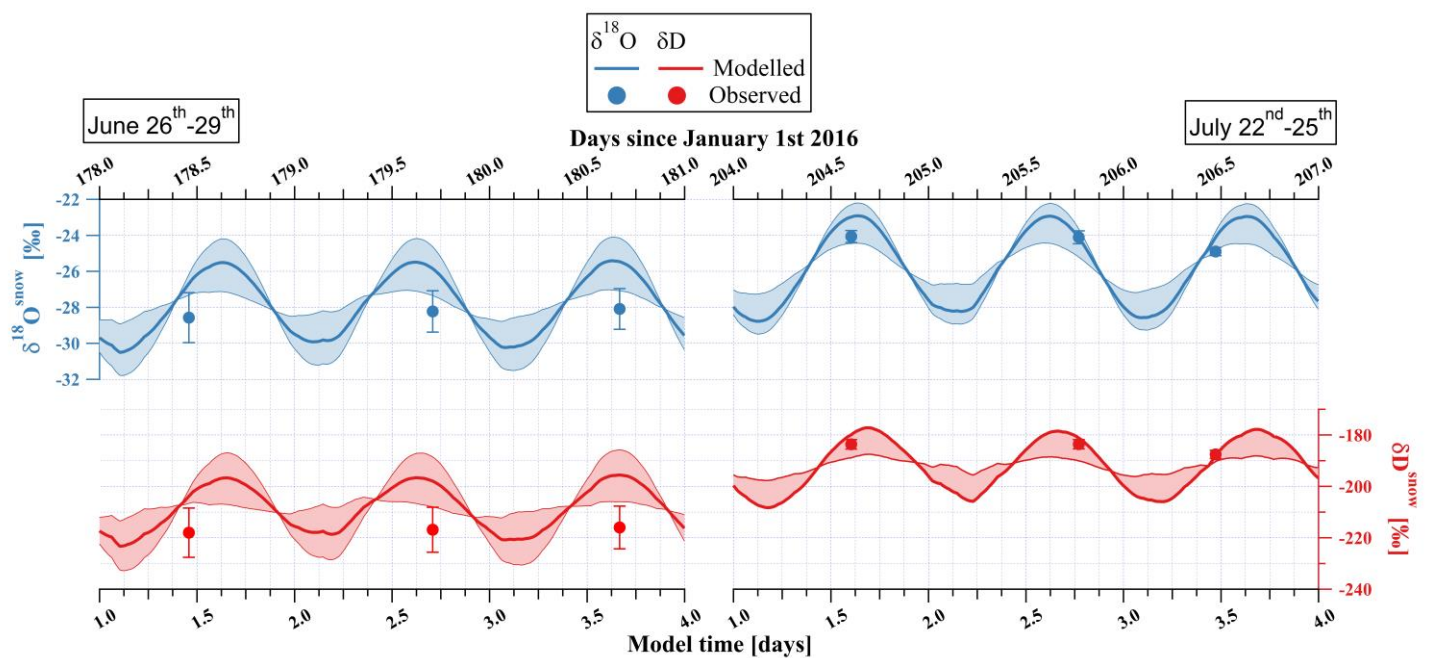 δ18O δD
Modelled
Observed
June 26th-29th
July 22nd-25th
Days since January 1st 2016
178.0 178.5 179.0 179.5 180.0 180.5 181.0 204.0 204.5 205.0 205.5 206.0 206.5 207.0
δ18Osnow [‰]
-22
-24
-26
-28
-30
-32
-180
-200
-220
-240
δDsnow [‰]
1.0 1.5 2.0 2.5 3.0 3.5 4.0 1.0 1.5 2.0 2.5 3.0 3.5 4.0
Model time [days]